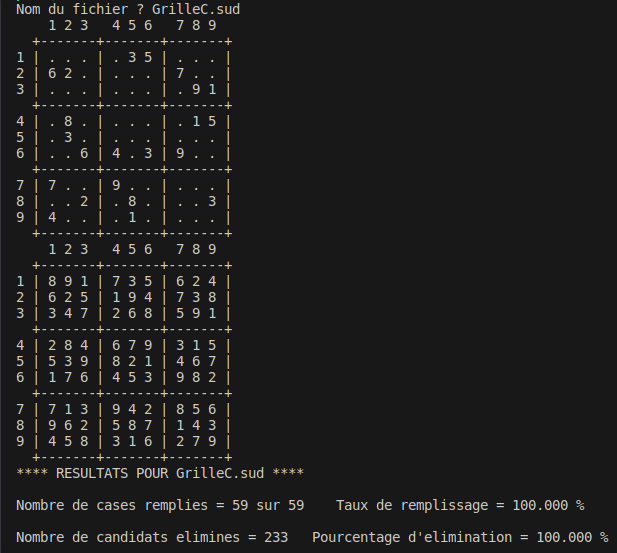 Nom du fichier ? GrilleC.sud
    1 2 3   4 5 6   7 8 9
  +-------+-------+-------+
1 | . . . | . 3 5 | . . . |
2 | 6 2 . | . . . | 7 . . |
3 | . . . | . . . | . 9 1 |
  +-------+-------+-------+
4 | . 8 . | . . . | . 1 5 |
5 | . 3 . | . . . | . . . |
6 | . . 6 | 4 . 3 | 9 . . |
  +-------+-------+-------+
7 | 7 . . | 9 . . | . . . |
8 | . . 2 | . 8 . | . . 3 |
9 | 4 . . | . 1 . | . . . |
  +-------+-------+-------+
    1 2 3   4 5 6   7 8 9
  +-------+-------+-------+
1 | 8 9 1 | 7 3 5 | 6 2 4 |
2 | 6 2 5 | 1 9 4 | 7 3 8 |
3 | 3 4 7 | 2 6 8 | 5 9 1 |
  +-------+-------+-------+
4 | 2 8 4 | 6 7 9 | 3 1 5 |
5 | 5 3 9 | 8 2 1 | 4 6 7 |
6 | 1 7 6 | 4 5 3 | 9 8 2 |
  +-------+-------+-------+
7 | 7 1 3 | 9 4 2 | 8 5 6 |
8 | 9 6 2 | 5 8 7 | 1 4 3 |
9 | 4 5 8 | 3 1 6 | 2 7 9 |
  +-------+-------+-------+
**** RESULTATS POUR GrilleC.sud ****
Nombre de cases remplies = 59 sur 59    Taux de remplissage = 100.000 %
Nombre de candidats elimines = 233   Pourcentage d'elimination = 100.000 %